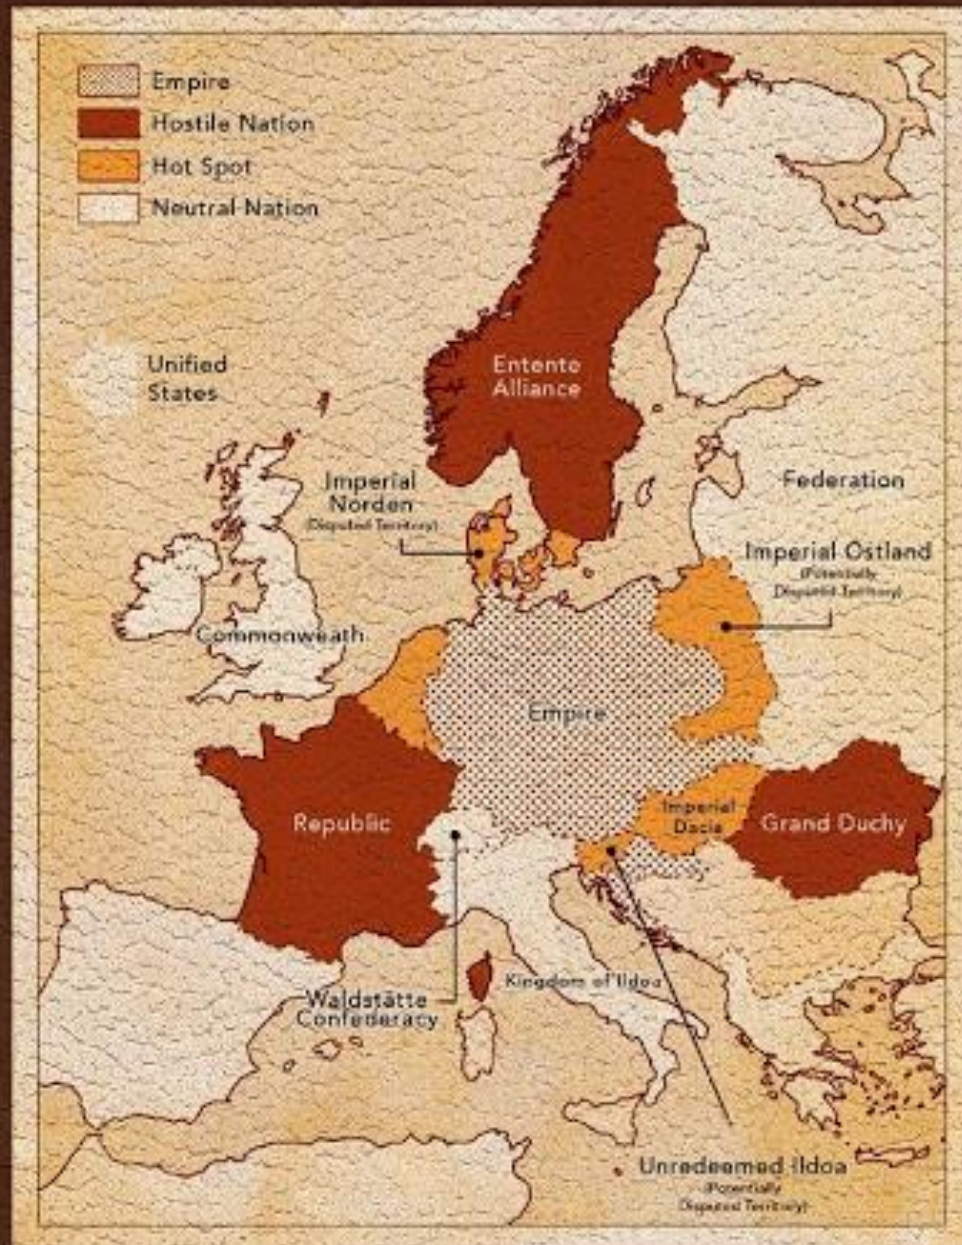 Empire
Hostile Nation
Hot Spot
Neutral Nation
Unified
States
Entente
Alliance
Imperial
Norden
(Disputed Territory)
Federation
Imperial Ostland
(Potentially
Disputed Territory)
Commonweath
Empire
Imperial
Dacia
Grand Duchy
Republic
Kingdom of Ildoa
Waldstätte
Confederacy
Unredeemed Ildoa
(Potentially
Disputed Territory)